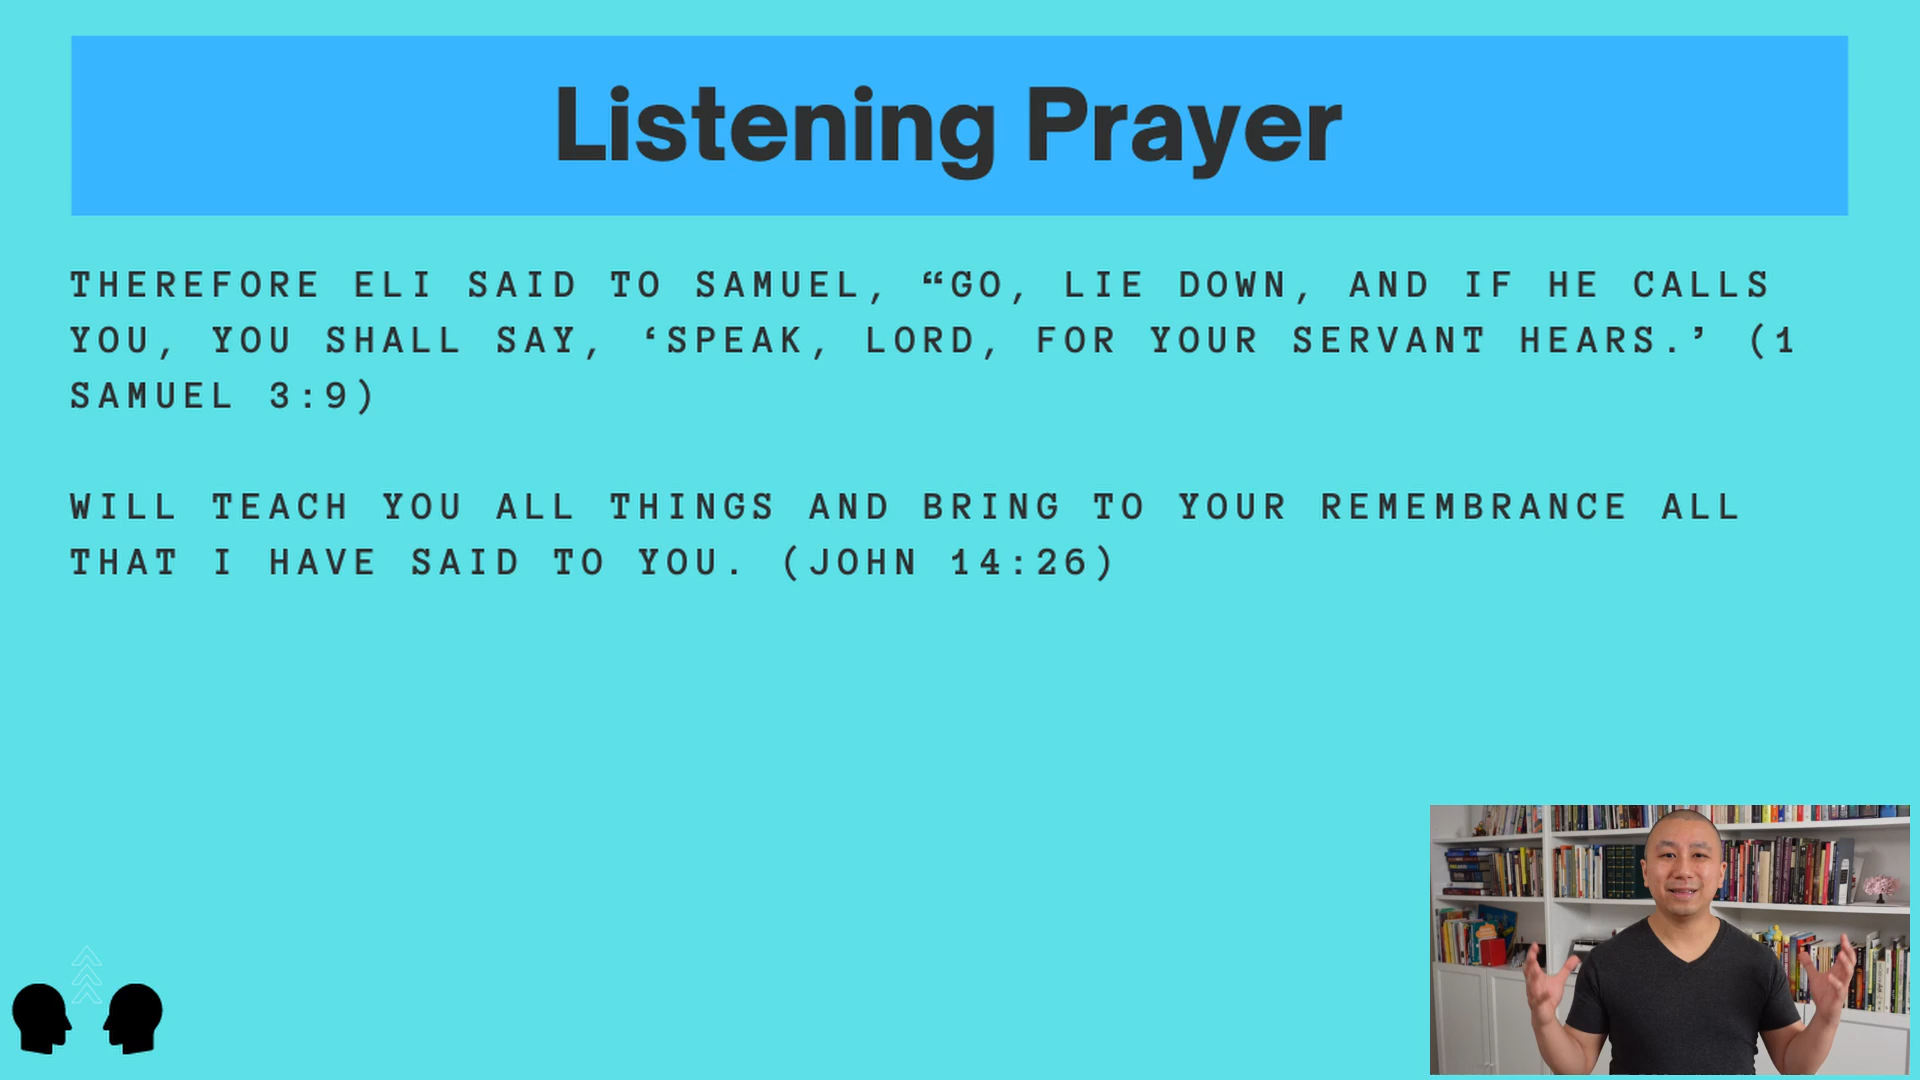 Listening Prayer
THEREFORE ELI SAID TO SAMUEL, “GO, LIE DOWN, AND IF HE CALLS
YOU, YOU SHALL SAY, ‘SPEAK, LORD, FOR YOUR SERVANT HEARS.’ (1
SAMUEL 3:9)
WILL TEACH YOU ALL THINGS AND BRING TO YOUR REMEMBRANCE ALL
THAT I HAVE SAID TO YOU. (JOHN 14:26)